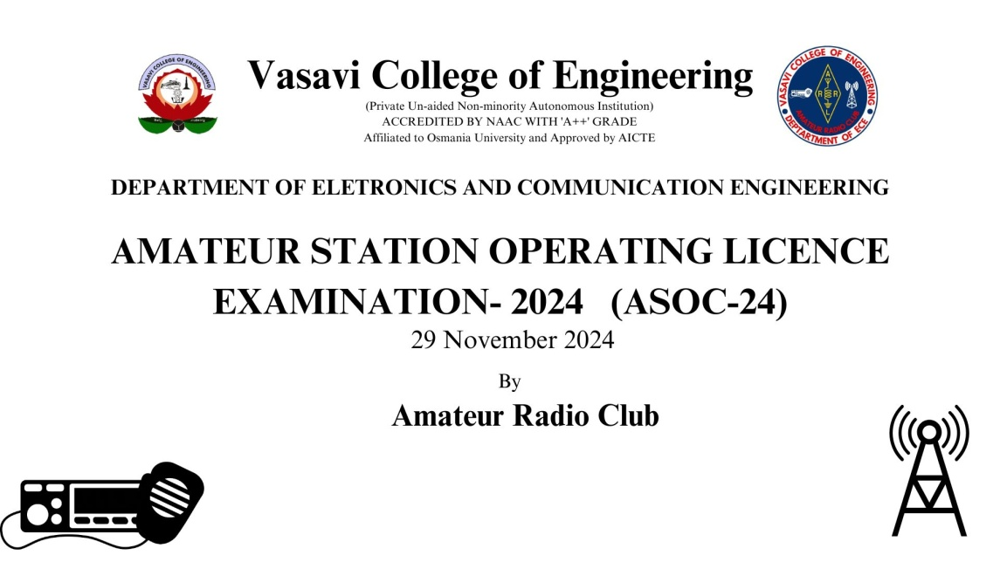 VASAVI COLLEGE OF ENGINEERING
VCE
Vasavi College of Engineering
(Private Un-aided Non-minority Autonomous Institution)
ACCREDITED BY NAAC WITH 'A++' GRADE
Affiliated to Osmania University and Approved by AICTE
VASAVI COLLEGE OF ENGINEERING
AMATEUR RADIO CLUB
DEPTARTMENT OF ECE
DEPARTMENT OF ELETRONICS AND COMMUNICATION ENGINEERING
AMATEUR STATION OPERATING LICENCE
EXAMINATION- 2024 (ASOC-24)
29 November 2024
By
Amateur Radio Club